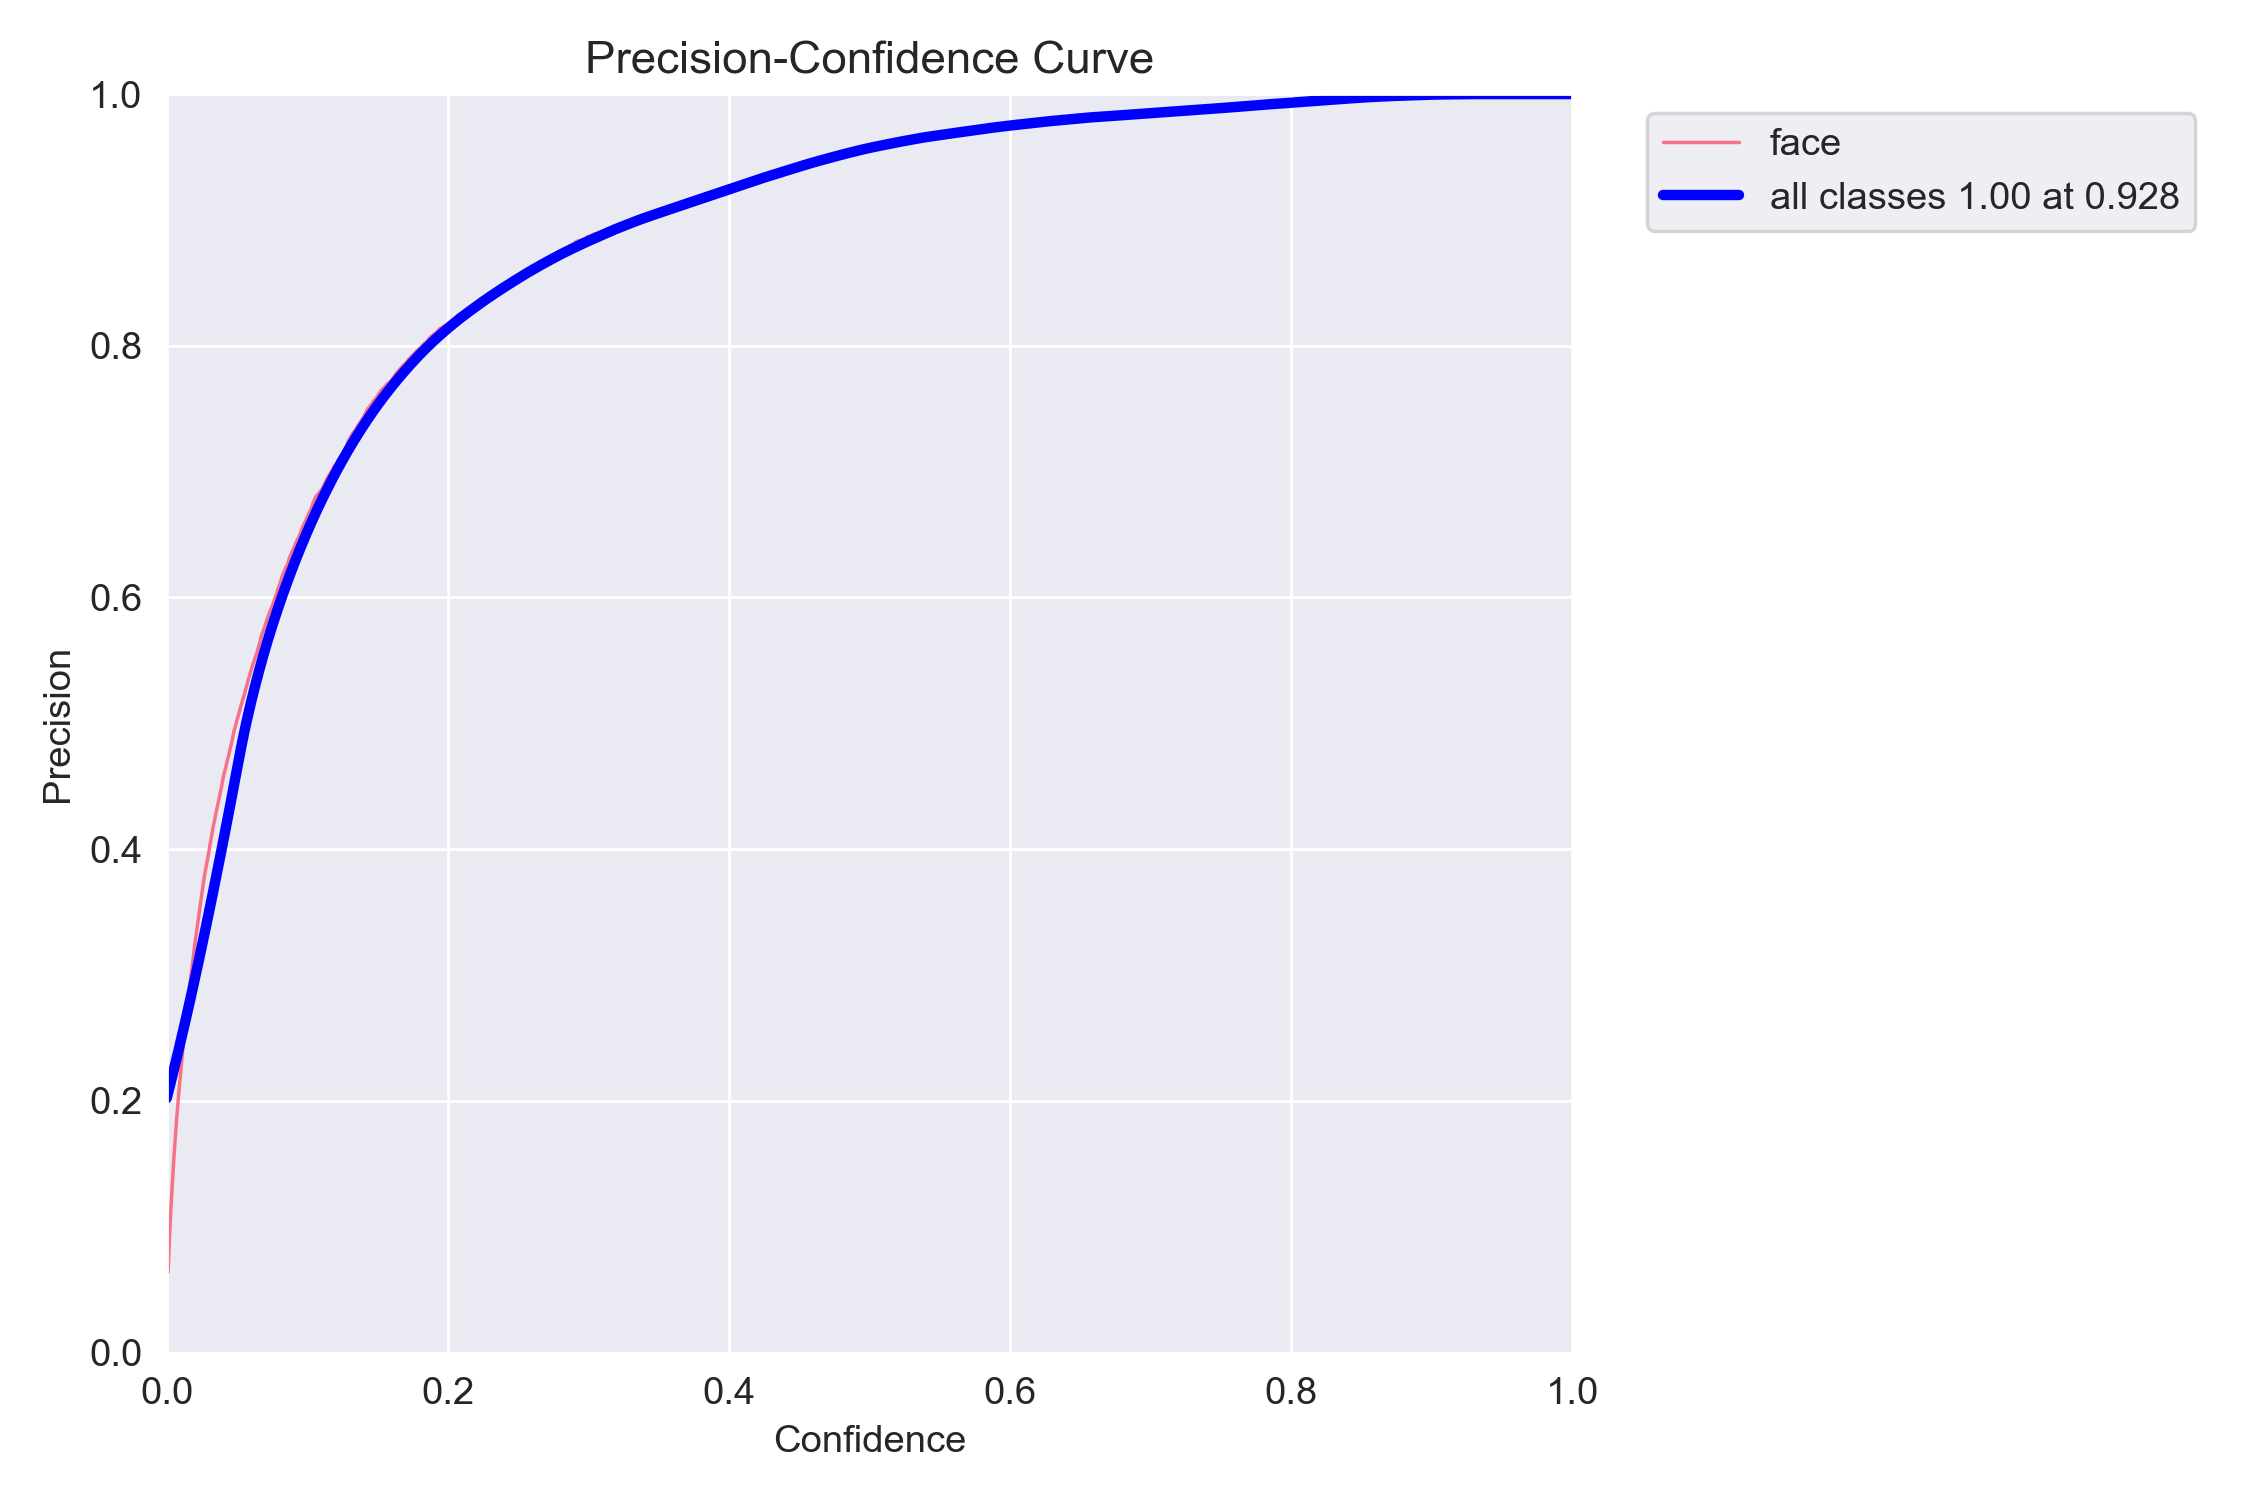 Precision-Confidence Curve
1.0
0.8
0.6
0.4
0.2
0.0
Precision
0.0 0.2 0.4 0.6 0.8 1.0
Confidence
face
all classes 1.00 at 0.928